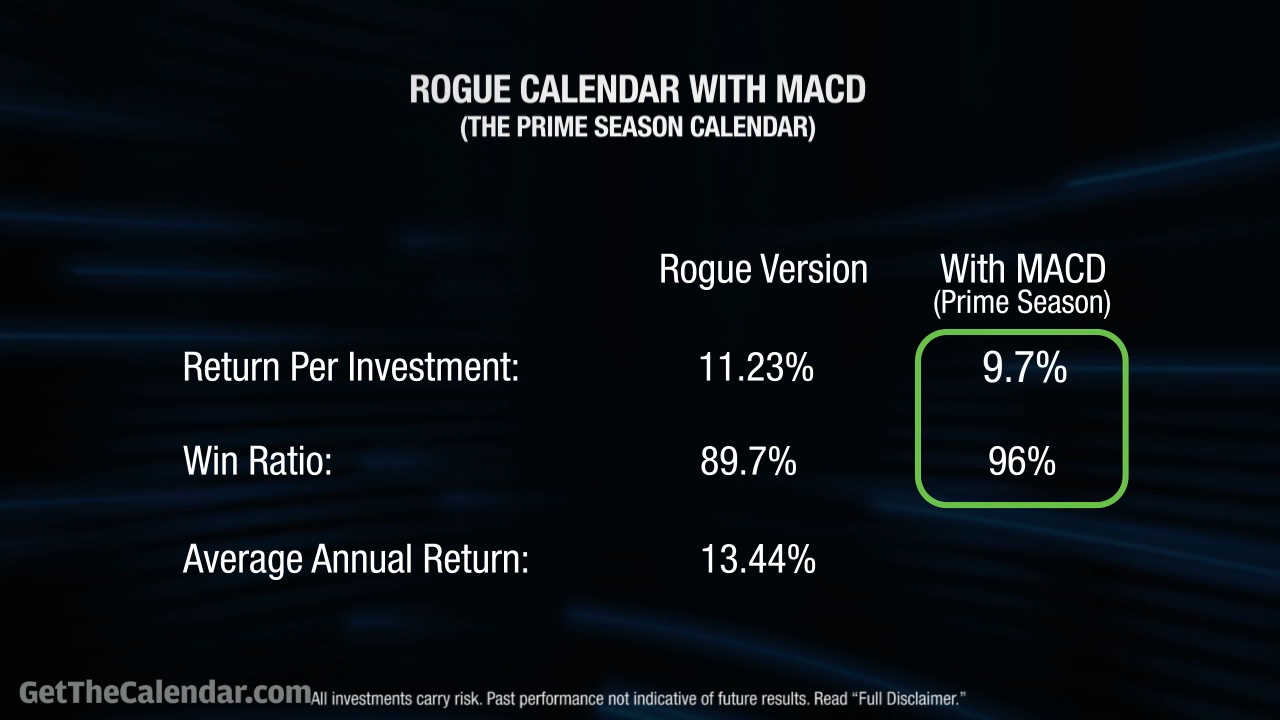 ROGUE CALENDAR WITH MACD
(THE PRIME SEASON CALENDAR)
Rogue Version With MACD
(Prime Season)
Return Per Investment: 11.23% 9.7%
Win Ratio: 89.7% 96%
Average Annual Return: 13.44%
GetTheCalendar.com
All investments carry risk. Past performance not indicative of future results. Read “Full Disclaimer.”